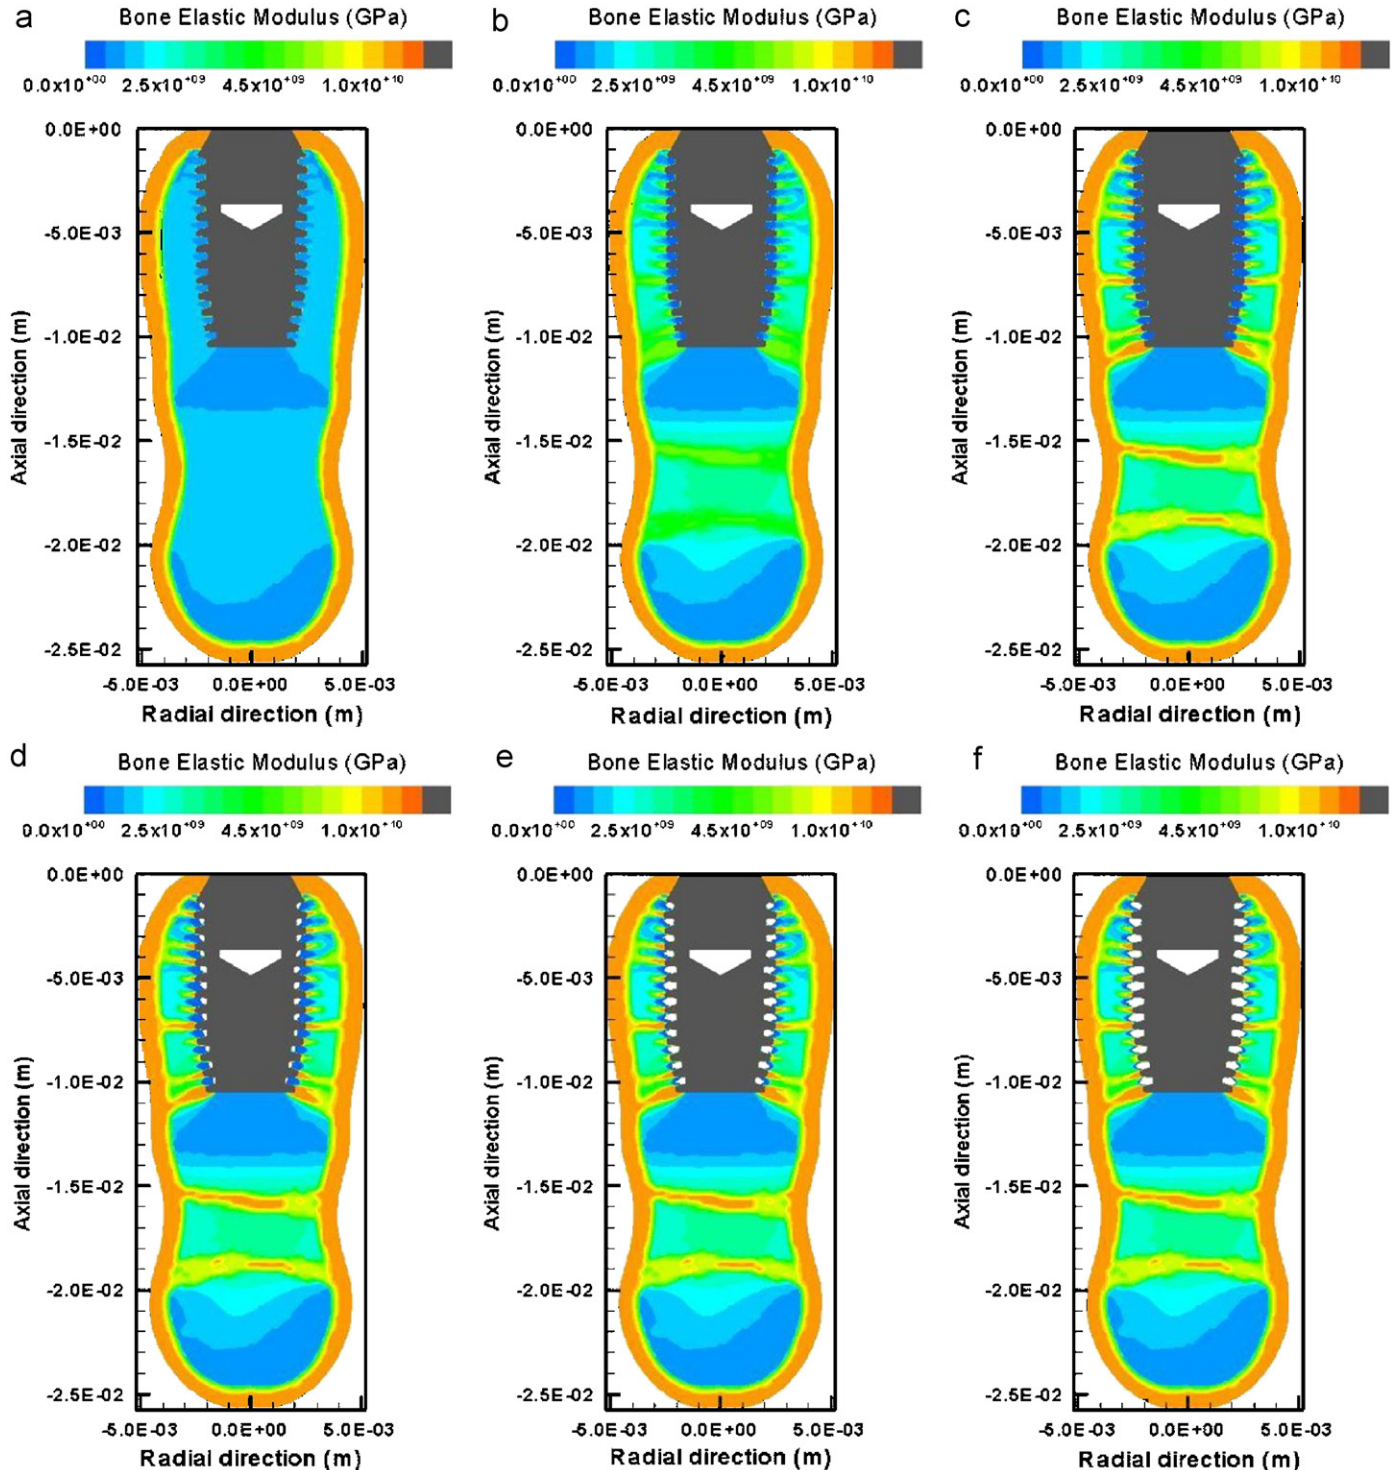 a
Bone Elastic Modulus (GPa)
0.0x10⁺⁰⁰ 2.5x10⁺⁰⁹ 4.5x10⁺⁰⁹ 1.0x10⁺¹⁰
0.0E+00
-5.0E-03
-1.0E-02
-1.5E-02
-2.0E-02
-2.5E-02
Axial direction (m)
-5.0E-03 0.0E+00 5.0E-03
Radial direction (m)
b
Bone Elastic Modulus (GPa)
0.0x10⁺⁰⁰ 2.5x10⁺⁰⁹ 4.5x10⁺⁰⁹ 1.0x10⁺¹⁰
0.0E+00
-5.0E-03
-1.0E-02
-1.5E-02
-2.0E-02
-2.5E-02
Axial direction (m)
-5.0E-03 0.0E+00 5.0E-03
Radial direction (m)
c
Bone Elastic Modulus (GPa)
0.0x10⁺⁰⁰ 2.5x10⁺⁰⁹ 4.5x10⁺⁰⁹ 1.0x10⁺¹⁰
0.0E+00
-5.0E-03
-1.0E-02
-1.5E-02
-2.0E-02
-2.5E-02
Axial direction (m)
-5.0E-03 0.0E+00 5.0E-03
Radial direction (m)
d
Bone Elastic Modulus (GPa)
0.0x10⁺⁰⁰ 2.5x10⁺⁰⁹ 4.5x10⁺⁰⁹ 1.0x10⁺¹⁰
0.0E+00
-5.0E-03
-1.0E-02
-1.5E-02
-2.0E-02
-2.5E-02
Axial direction (m)
-5.0E-03 0.0E+00 5.0E-03
Radial direction (m)
e
Bone Elastic Modulus (GPa)
0.0x10⁺⁰⁰ 2.5x10⁺⁰⁹ 4.5x10⁺⁰⁹ 1.0x10⁺¹⁰
0.0E+00
-5.0E-03
-1.0E-02
-1.5E-02
-2.0E-02
-2.5E-02
Axial direction (m)
-5.0E-03 0.0E+00 5.0E-03
Radial direction (m)
f
Bone Elastic Modulus (GPa)
0.0x10⁺⁰⁰ 2.5x10⁺⁰⁹ 4.5x10⁺⁰⁹ 1.0x10⁺¹⁰
0.0E+00
-5.0E-03
-1.0E-02
-1.5E-02
-2.0E-02
-2.5E-02
Axial direction (m)
-5.0E-03 0.0E+00 5.0E-03
Radial direction (m)